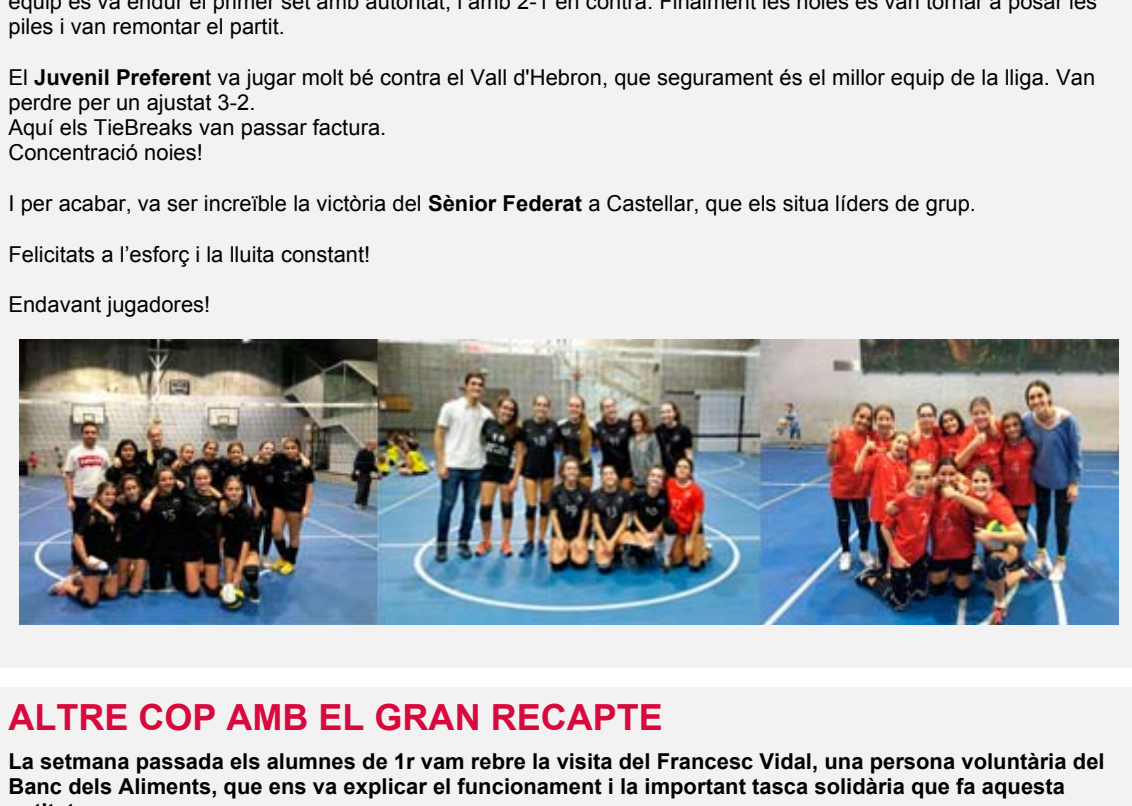 equip es va endur el primer set amb autoritat, i amb 2-1 en contra. Finalment les noies es van tornar a posar les
piles i van remontar el partit.
El Juvenil Preferent va jugar molt bé contra el Vall d'Hebron, que segurament és el millor equip de la lliga. Van
perdre per un ajustat 3-2.
Aquí els TieBreaks van passar factura.
Concentració noies!
I per acabar, va ser increïble la victòria del Sènior Federat a Castellar, que els situa líders de grup.
Felicitats a l’esforç i la lluita constant!
Endavant jugadores!
ALTRE COP AMB EL GRAN RECAPTE
La setmana passada els alumnes de 1r vam rebre la visita del Francesc Vidal, una persona voluntària del
Banc dels Aliments, que ens va explicar el funcionament i la important tasca solidària que fa aquesta